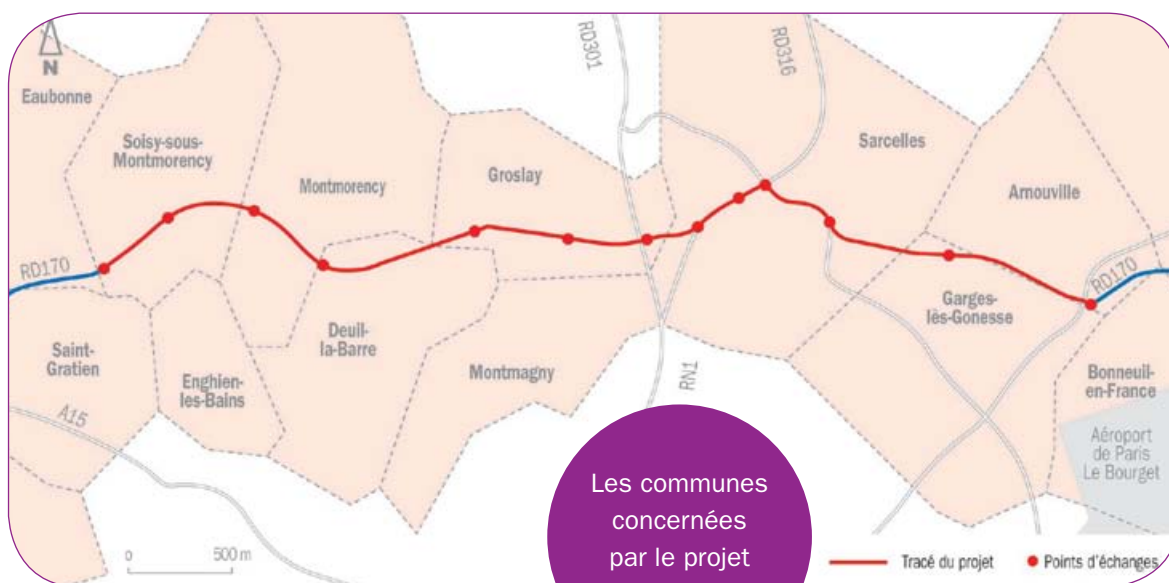 N
Eaubonne
Soisy-sous-
Montmorency
Montmorency
Groslay
RD301
RD316
Sarcelles
Arnouville
RD170
RD170
Saint-
Gratien
Enghien-
les-Bains
Deuil-
la-Barre
Montmagny
RN1
Garges-
lès-Gonesse
Bonneuil-
en-France
A15
Aéroport
de Paris
Le Bourget
Les communes
concernées
par le projet
0
500 m
Tracé du projet
Points d'échanges